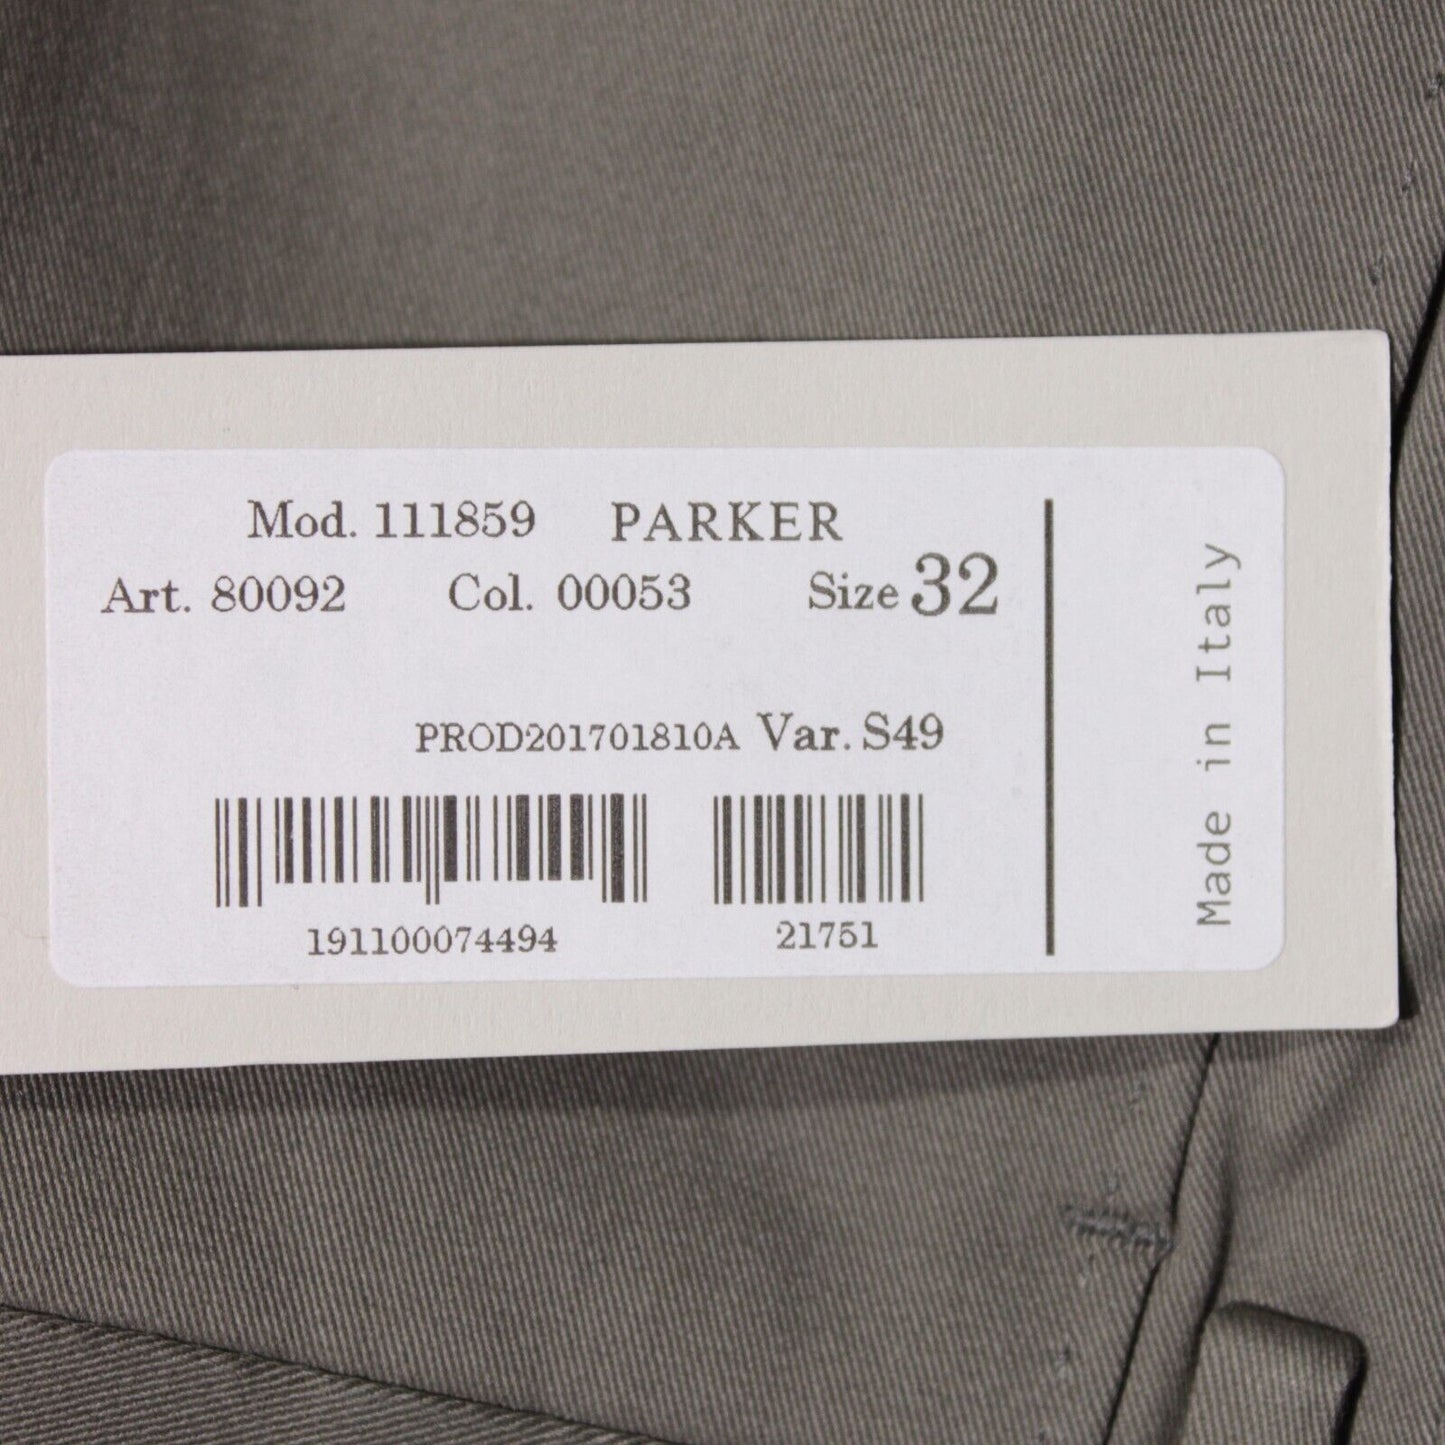 Mod. 111859 PARKER
Art. 80092 Col. 00053 Size 32
PROD201701810A Var. S49
191100074494 21751
Made in Italy